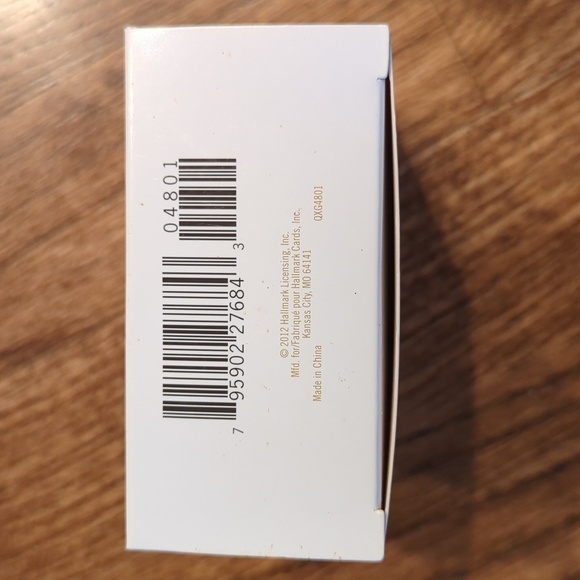 04801
7 95902 27684 3
© 2012 Hallmark Licensing, Inc.
Mfd. for/Fabriqué pour Hallmark Cards, Inc.
Kansas City, MO 64141
Made in China QXG4801